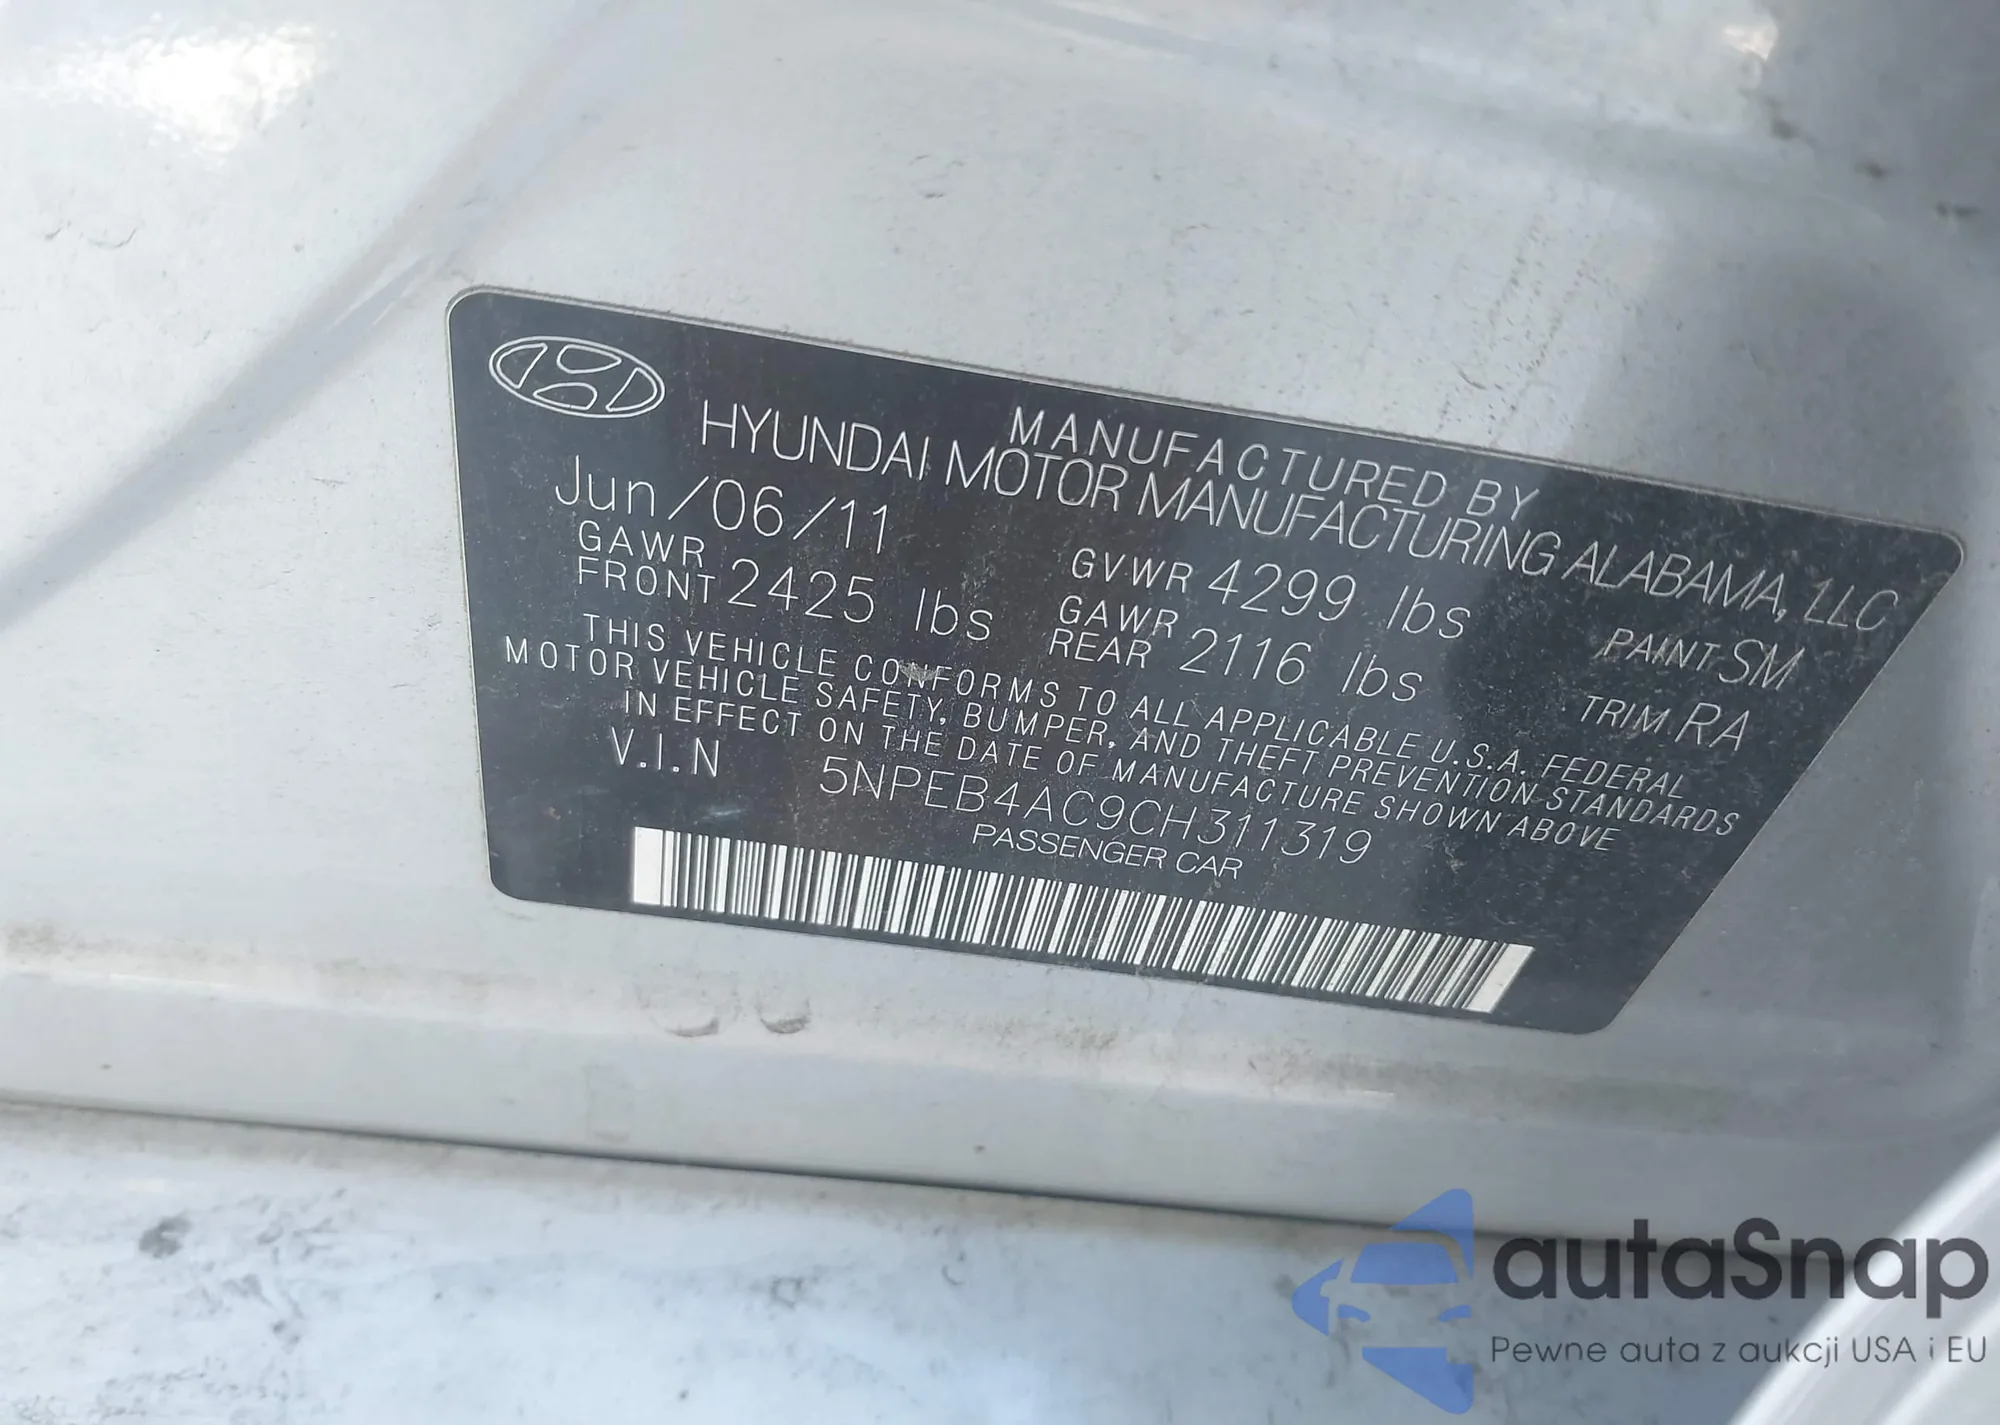 MANUFACTURED BY
HYUNDAI MOTOR MANUFACTURING ALABAMA, LLC
Jun/06/11 GVWR 4299 lbs PAINT SM
GAWR FRONT 2425 lbs GAWR REAR 2116 lbs TRIM RA
THIS VEHICLE CONFORMS TO ALL APPLICABLE U.S.A. FEDERAL
MOTOR VEHICLE SAFETY, BUMPER, AND THEFT PREVENTION STANDARDS
IN EFFECT ON THE DATE OF MANUFACTURE SHOWN ABOVE
V.I.N 5NPEB4AC9CH311319
PASSENGER CAR
autaSnap
Pewne auta z aukcji USA i EU